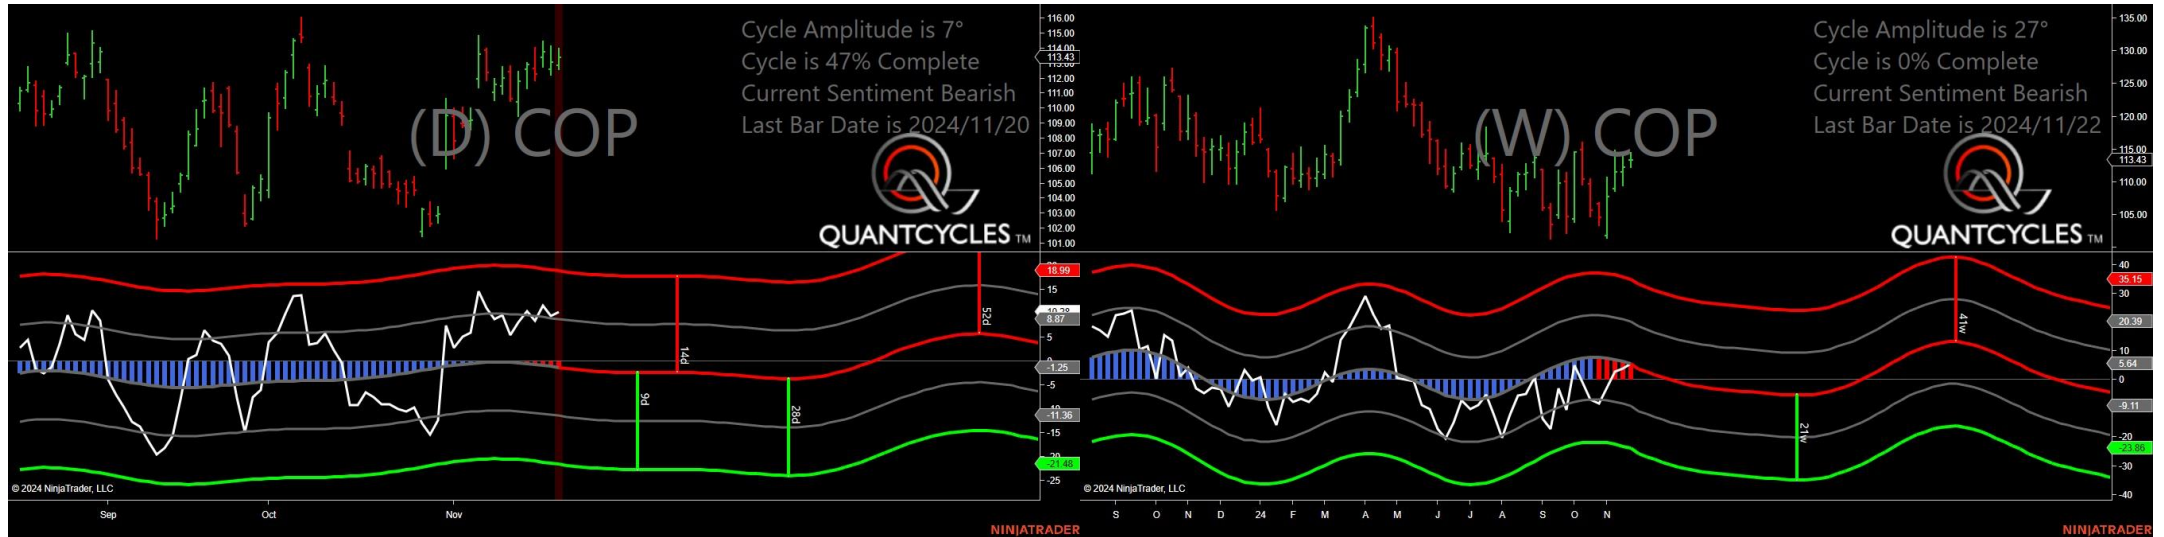 Cycle Amplitude is 7°
Cycle is 47% Complete
Current Sentiment Bearish
Last Bar Date is 2024/11/20
(D) COP
QUANTCYCLES TM
116.00
115.00
114.00
113.43
112.00
111.00
110.00
109.00
108.00
107.00
106.00
105.00
104.00
103.00
102.00
101.00
18.99
15
8.87
5
-1.25
-5
-11.36
-15
-21.48
-25
14d
9d
28d
52d
© 2024 NinjaTrader, LLC
Sep
Oct
Nov
NINJATRADER
Cycle Amplitude is 27°
Cycle is 0% Complete
Current Sentiment Bearish
Last Bar Date is 2024/11/22
(W) COP
QUANTCYCLES TM
135.00
130.00
125.00
120.00
115.00
113.43
110.00
105.00
40
35.15
30
20.39
10
5.64
0
-9.11
-20
-23.86
-30
-40
41w
21w
© 2024 NinjaTrader, LLC
S O N D 24 F M A M J J A S O N
NINJATRADER